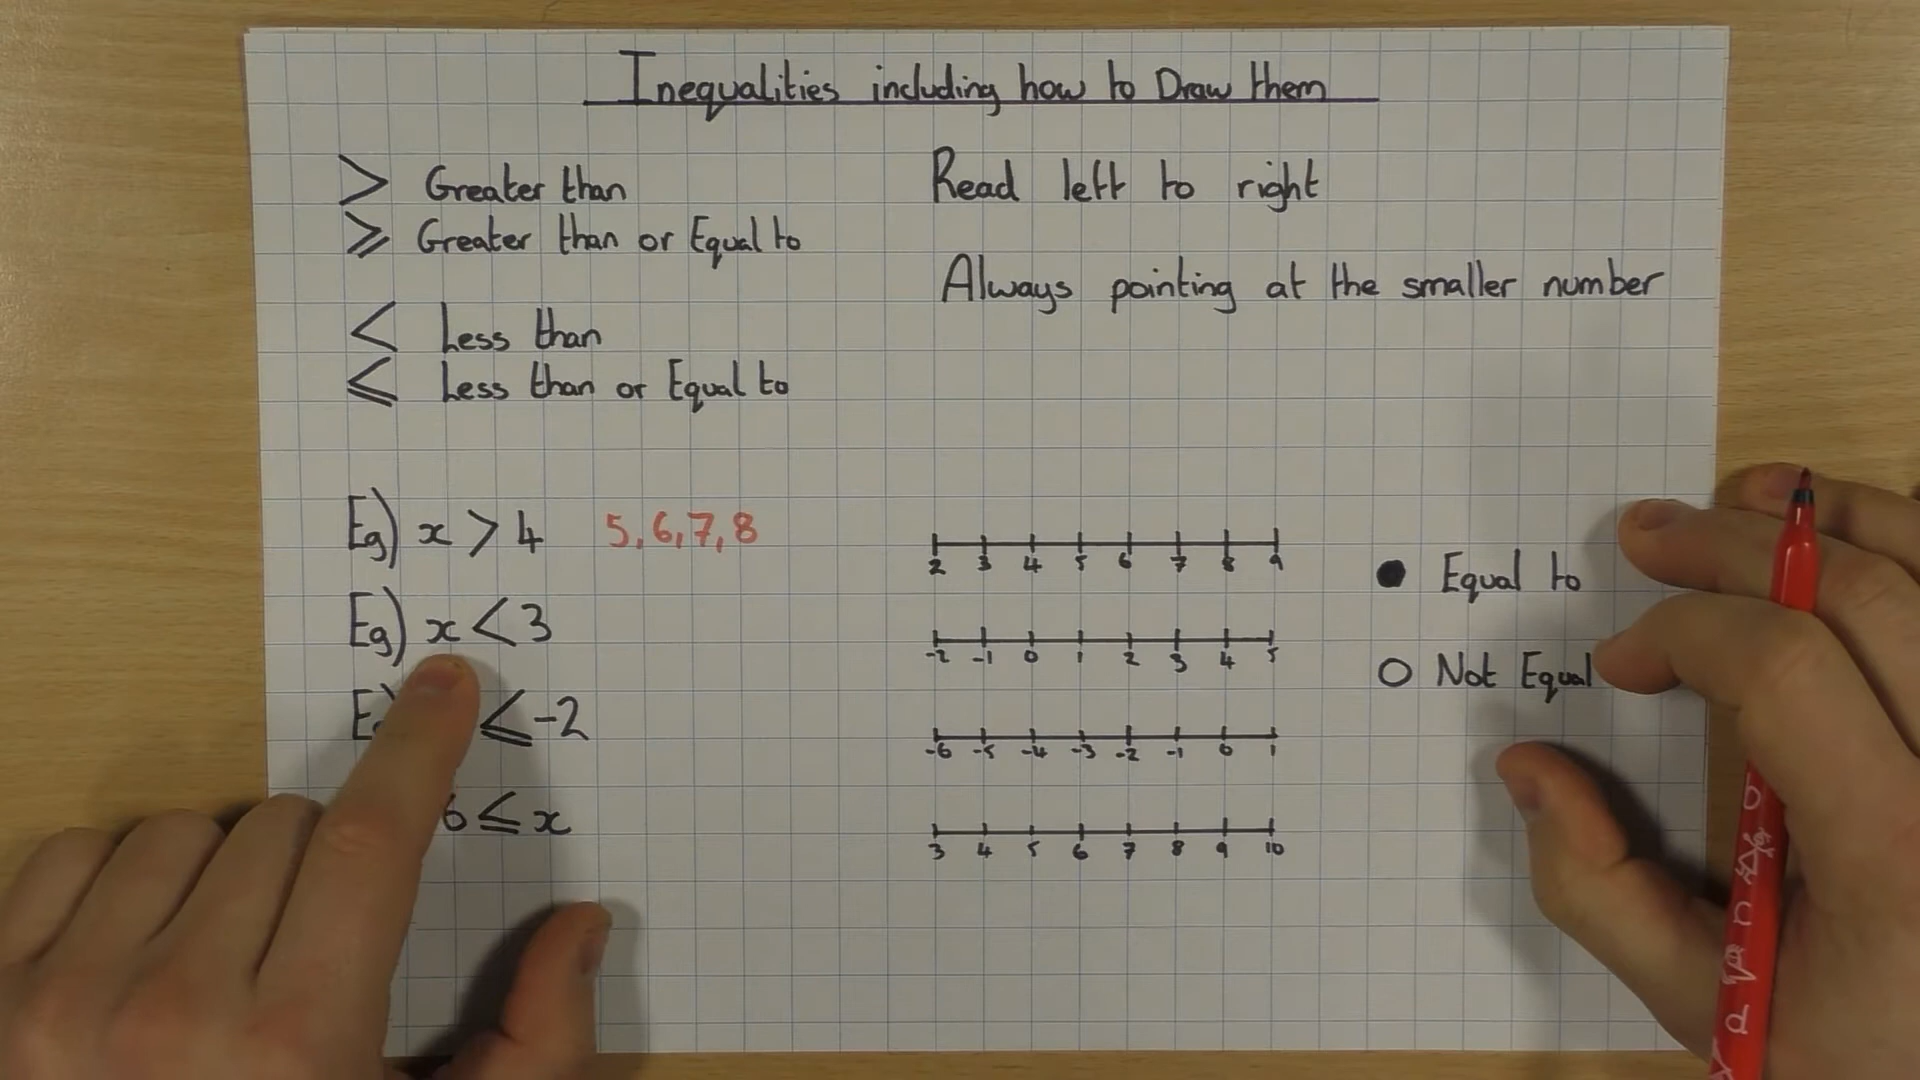 Inequalities including how to Draw them
> Greater than
⩾ Greater than or Equal to
< Less than
⩽ Less than or Equal to
Read left to right
Always pointing at the smaller number
Eg) x > 4 5, 6, 7, 8
Eg) x < 3
⩽ -2
6 ⩽ x
2 3 4 5 6 7 8 9
-2 -1 0 1 2 3 4 5
-6 -5 -4 -3 -2 -1 0 1
3 4 5 6 7 8 9 10
● Equal to
○ Not Equal